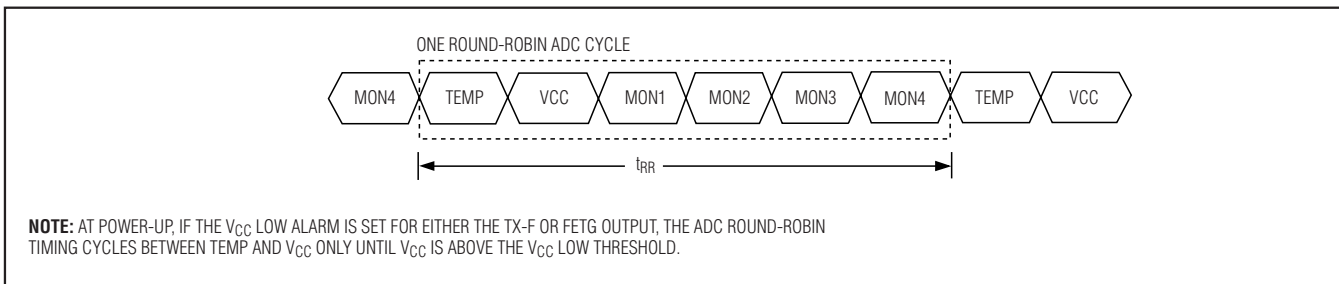 ONE ROUND-ROBIN ADC CYCLE
MON4 TEMP VCC MON1 MON2 MON3 MON4 TEMP VCC
tRR
NOTE: AT POWER-UP, IF THE VCC LOW ALARM IS SET FOR EITHER THE TX-F OR FETG OUTPUT, THE ADC ROUND-ROBIN
TIMING CYCLES BETWEEN TEMP AND VCC ONLY UNTIL VCC IS ABOVE THE VCC LOW THRESHOLD.